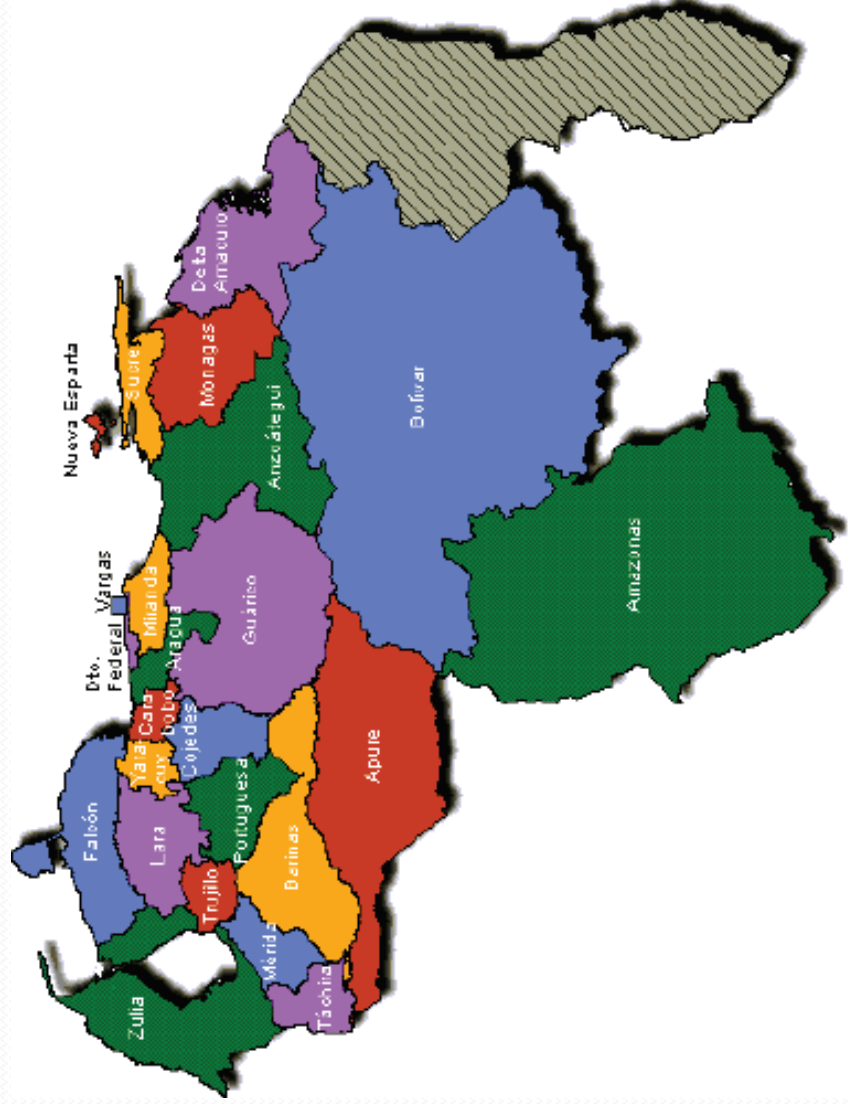 Zulia
Falcón
Lara
Trujillo
Mérida
Táchira
Yara
cuy
Cara
bobo
Cojedes
Portuguesa
Barinas
Apure
Dto.
Federal
Vargas
Miranda
Aragua
Guárico
Nueva Esparta
Sucre
Monagas
Anzoátegui
Delta
Amacuro
Bolívar
Amazonas